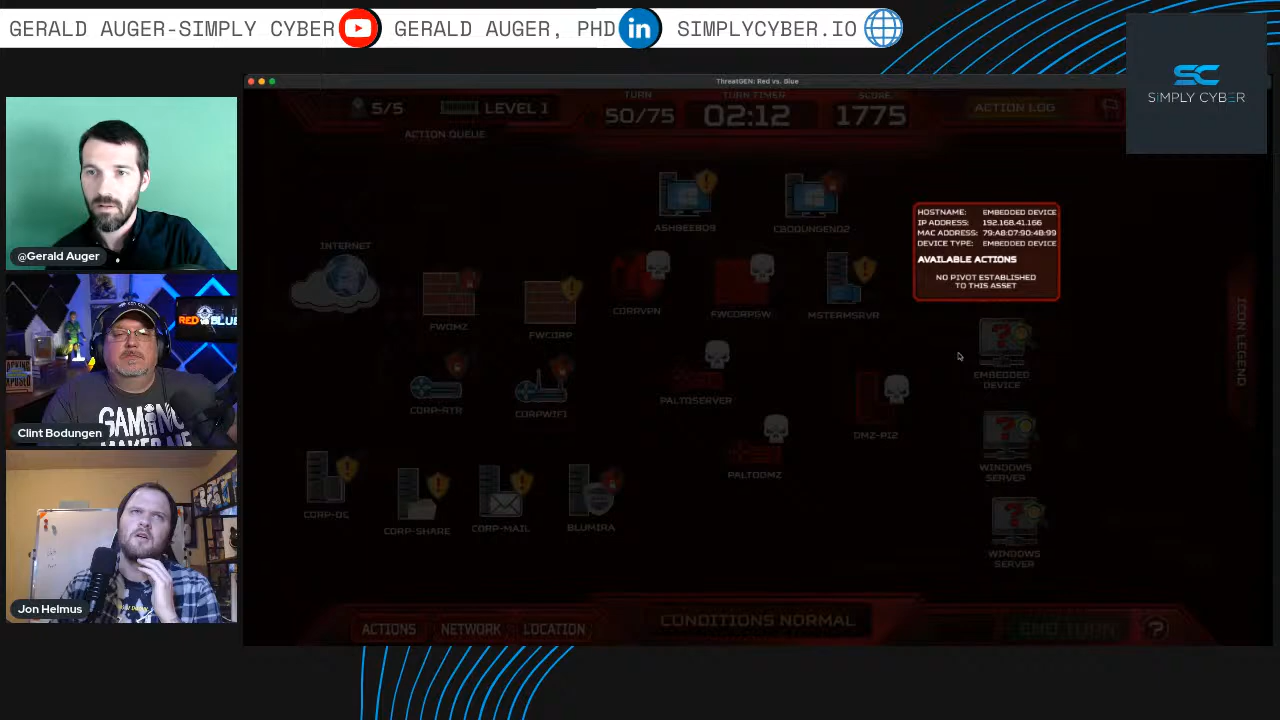 GERALD AUGER-SIMPLY CYBER
GERALD AUGER, PHD
in
SIMPLYCYBER.IO
SC
SIMPLY CYBER
ThreatGEN: Red vs. Blue
5/5
LEVEL 1
ACTION QUEUE
TURN
50/75
TURN TIMER
02:12
SCORE
1775
ACTION LOG
@Gerald Auger
RED BLUE
GAMING
Clint Bodungen
Jon Helmus
INTERNET
ASHBEEB09
CBODUNGEN02
HOSTNAME: EMBEDDED DEVICE
IP ADDRESS: 192.168.41.166
MAC ADDRESS: 79:A8:07:90:4B:99
DEVICE TYPE: EMBEDDED DEVICE
AVAILABLE ACTIONS
NO PIVOT ESTABLISHED
TO THIS ASSET
FWDMZ
FWCORP
CORPVPN
FWCORPGW
MSTERMSRVR
ICON LEGEND
EMBEDDED
DEVICE
CORP-RTR
CORPWIFI
PALTOSERVER
DMZ-PI2
WINDOWS
SERVER
PALTODMZ
CORP-DC
CORP-SHARE
CORP-MAIL
BLUMIRA
WINDOWS
SERVER
ACTIONS
NETWORK
LOCATION
CONDITIONS NORMAL
END TURN
?